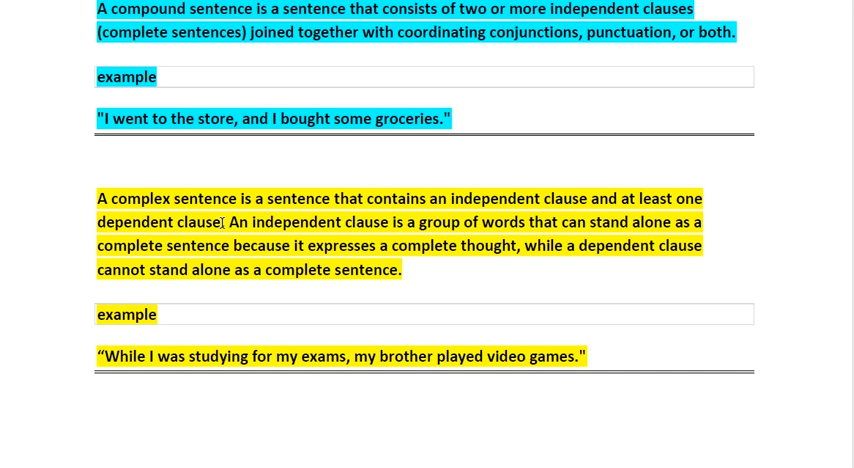 A compound sentence is a sentence that consists of two or more independent clauses
(complete sentences) joined together with coordinating conjunctions, punctuation, or both.
example
"I went to the store, and I bought some groceries."
A complex sentence is a sentence that contains an independent clause and at least one
dependent clause. An independent clause is a group of words that can stand alone as a
complete sentence because it expresses a complete thought, while a dependent clause
cannot stand alone as a complete sentence.
example
“While I was studying for my exams, my brother played video games."